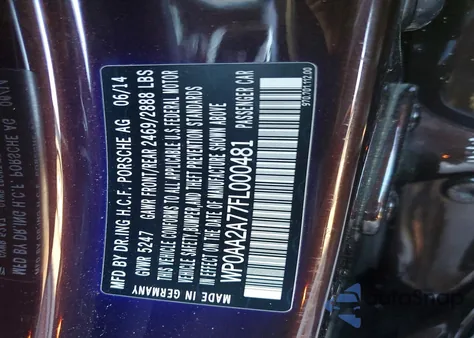 MFD BY DR.ING H.C.F. PORSCHE AG 06/14
GVWR 5247 GAWR FRONT/REAR 2469/2888 LBS
THIS VEHICLE CONFORMS TO ALL APPLICABLE U.S.FEDERAL MOTOR
VEHICLE SAFETY,BUMPER,AND THEFT PREVENTION STANDARDS
IN EFFECT ON THE DATE OF MANUFACTURE SHOWN ABOVE
WP0AA2A77FL000481 PASSENGER CAR
MADE IN GERMANY